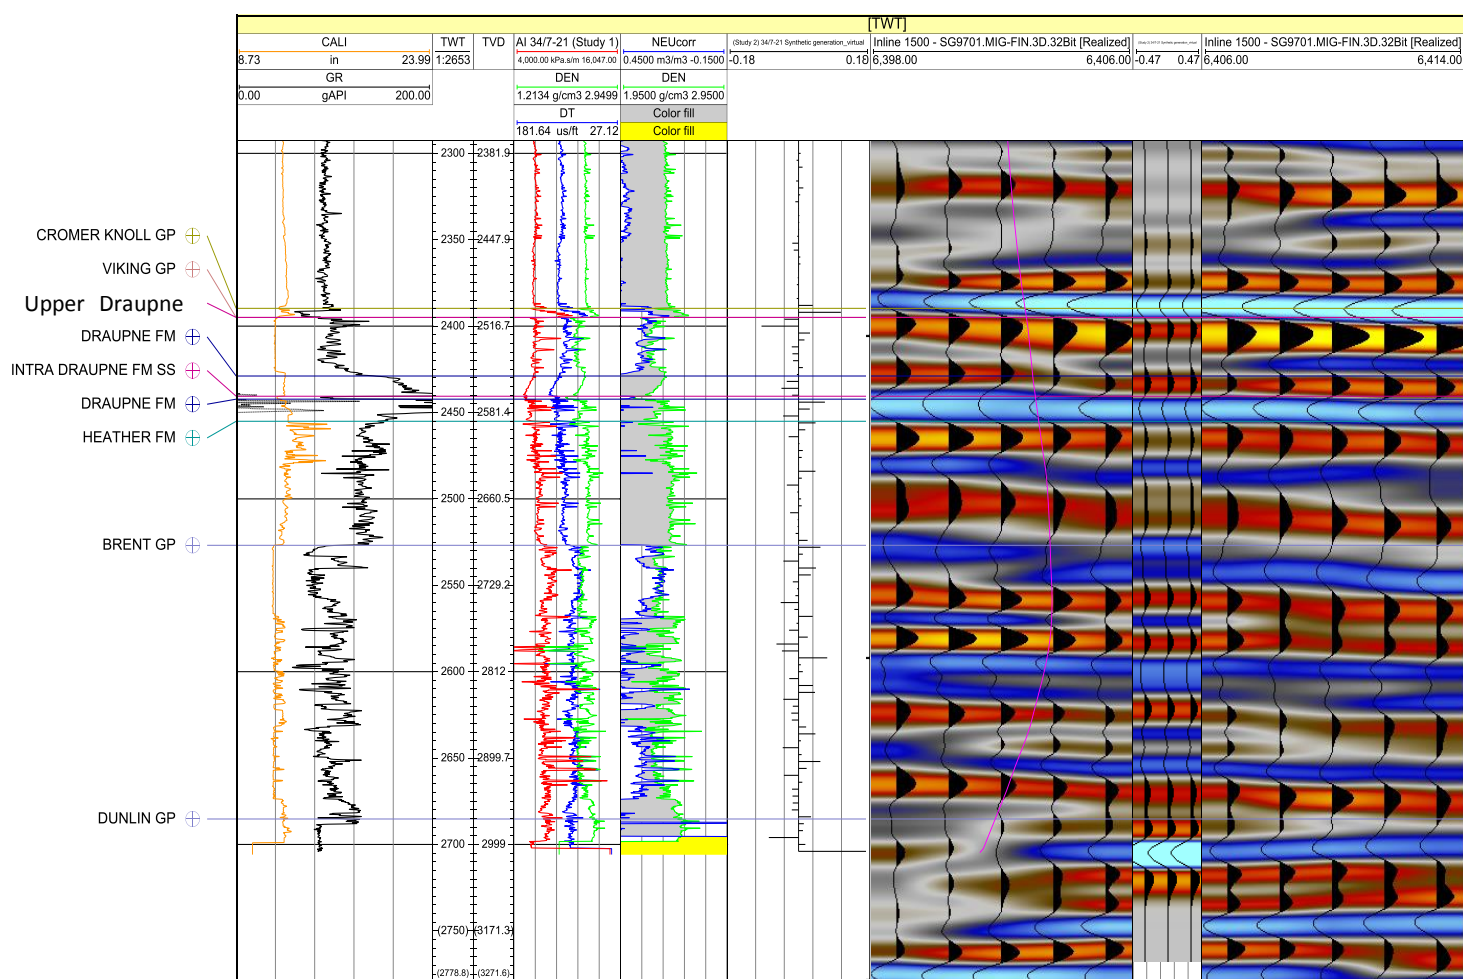 [TWT]
CALI
8.73 in 23.99
GR
0.00 gAPI 200.00
TWT
1:2653
TVD
AI 34/7-21 (Study 1)
4,000.00 kPa.s/m 16,047.00
DEN
1.2134 g/cm3 2.9499
DT
181.64 us/ft 27.12
NEUcorr
0.4500 m3/m3 -0.1500
DEN
1.9500 g/cm3 2.9500
Color fill
Color fill
(Study 2) 34/7-21 Synthetic generation_virtual
-0.18 0.18
Inline 1500 - SG9701.MIG-FIN.3D.32Bit [Realized]
6,398.00 6,406.00
-0.47 0.47
Inline 1500 - SG9701.MIG-FIN.3D.32Bit [Realized]
6,406.00 6,414.00
2300 2381.9
CROMER KNOLL GP
2350 2447.9
VIKING GP
Upper Draupne
2400 2516.7
DRAUPNE FM
INTRA DRAUPNE FM SS
DRAUPNE FM
2450 2581.4
HEATHER FM
2500 2660.5
BRENT GP
2550 2729.2
2600 2812
2650 2899.7
DUNLIN GP
2700 2999
(2750) (3171.3)
(2778.8) (3271.6)